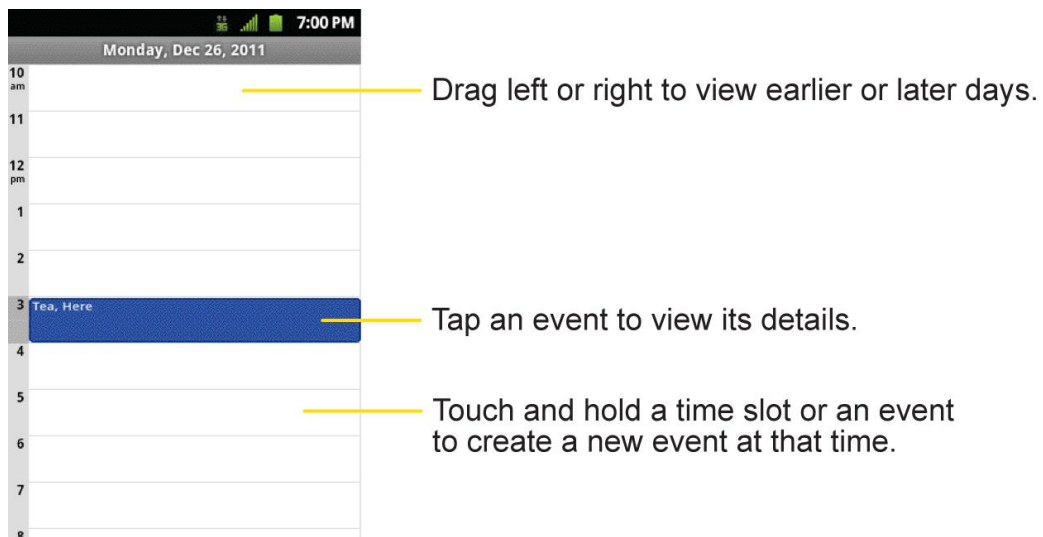 3G 7:00 PM
Monday, Dec 26, 2011
10
am
Drag left or right to view earlier or later days.
11
12
pm
1
2
3 Tea, Here
Tap an event to view its details.
4
5
Touch and hold a time slot or an event
to create a new event at that time.
6
7
8